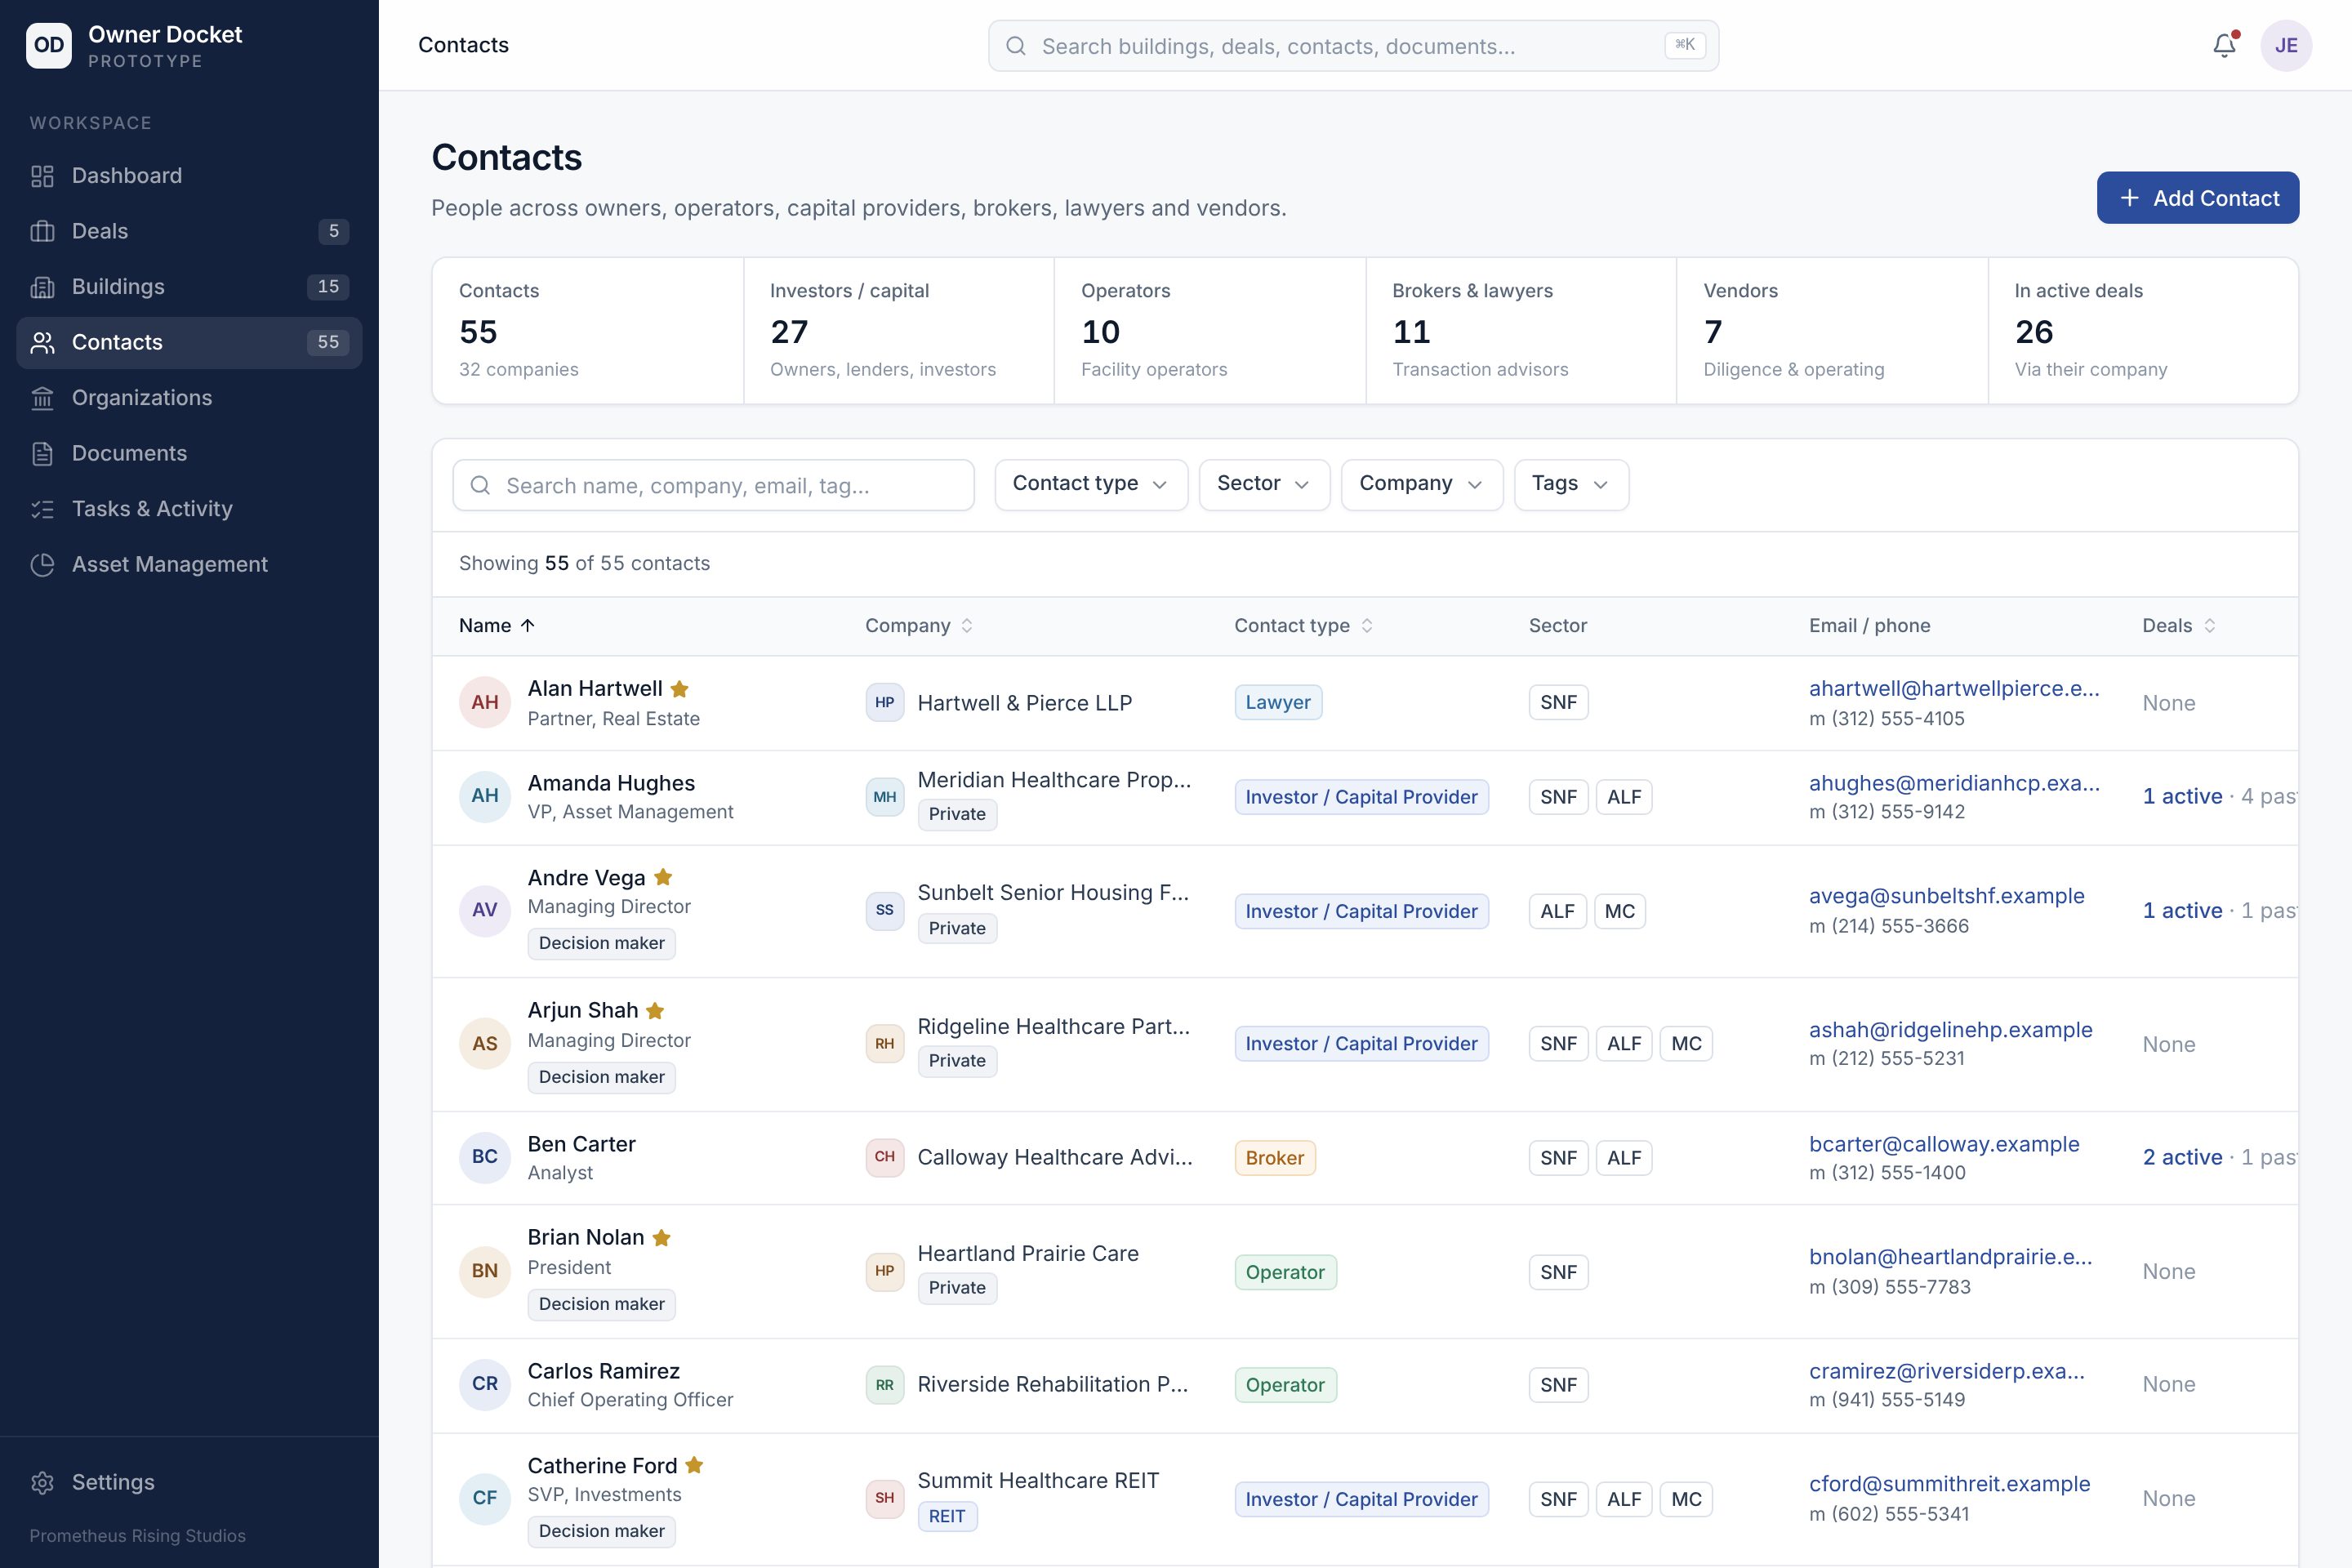 OD
Owner Docket
PROTOTYPE
WORKSPACE
Dashboard
Deals 5
Buildings 15
Contacts 55
Organizations
Documents
Tasks & Activity
Asset Management
Settings
Prometheus Rising Studios
Contacts
Search buildings, deals, contacts, documents... ⌘K
JE
Contacts
People across owners, operators, capital providers, brokers, lawyers and vendors.
Add Contact
Contacts
55
32 companies
Investors / capital
27
Owners, lenders, investors
Operators
10
Facility operators
Brokers & lawyers
11
Transaction advisors
Vendors
7
Diligence & operating
In active deals
26
Via their company
Search name, company, email, tag...
Contact type
Sector
Company
Tags
Showing 55 of 55 contacts
Name Company Contact type Sector Email / phone Deals
AH
Alan Hartwell
Partner, Real Estate
HP
Hartwell & Pierce LLP
Lawyer
SNF
ahartwell@hartwellpierce.e...
m (312) 555-4105
None
AH
Amanda Hughes
VP, Asset Management
MH
Meridian Healthcare Prop...
Private
Investor / Capital Provider
SNF ALF
ahughes@meridianhcp.exa...
m (312) 555-9142
1 active · 4 past
AV
Andre Vega
Managing Director
Decision maker
SS
Sunbelt Senior Housing F...
Private
Investor / Capital Provider
ALF MC
avega@sunbeltshf.example
m (214) 555-3666
1 active · 1 past
AS
Arjun Shah
Managing Director
Decision maker
RH
Ridgeline Healthcare Part...
Private
Investor / Capital Provider
SNF ALF MC
ashah@ridgelinehp.example
m (212) 555-5231
None
BC
Ben Carter
Analyst
CH
Calloway Healthcare Advi...
Broker
SNF ALF
bcarter@calloway.example
m (312) 555-1400
2 active · 1 past
BN
Brian Nolan
President
Decision maker
HP
Heartland Prairie Care
Private
Operator
SNF
bnolan@heartlandprairie.e...
m (309) 555-7783
None
CR
Carlos Ramirez
Chief Operating Officer
RR
Riverside Rehabilitation P...
Operator
SNF
cramirez@riversiderp.exa...
m (941) 555-5149
None
CF
Catherine Ford
SVP, Investments
Decision maker
SH
Summit Healthcare REIT
REIT
Investor / Capital Provider
SNF ALF MC
cford@summithreit.example
m (602) 555-5341
None